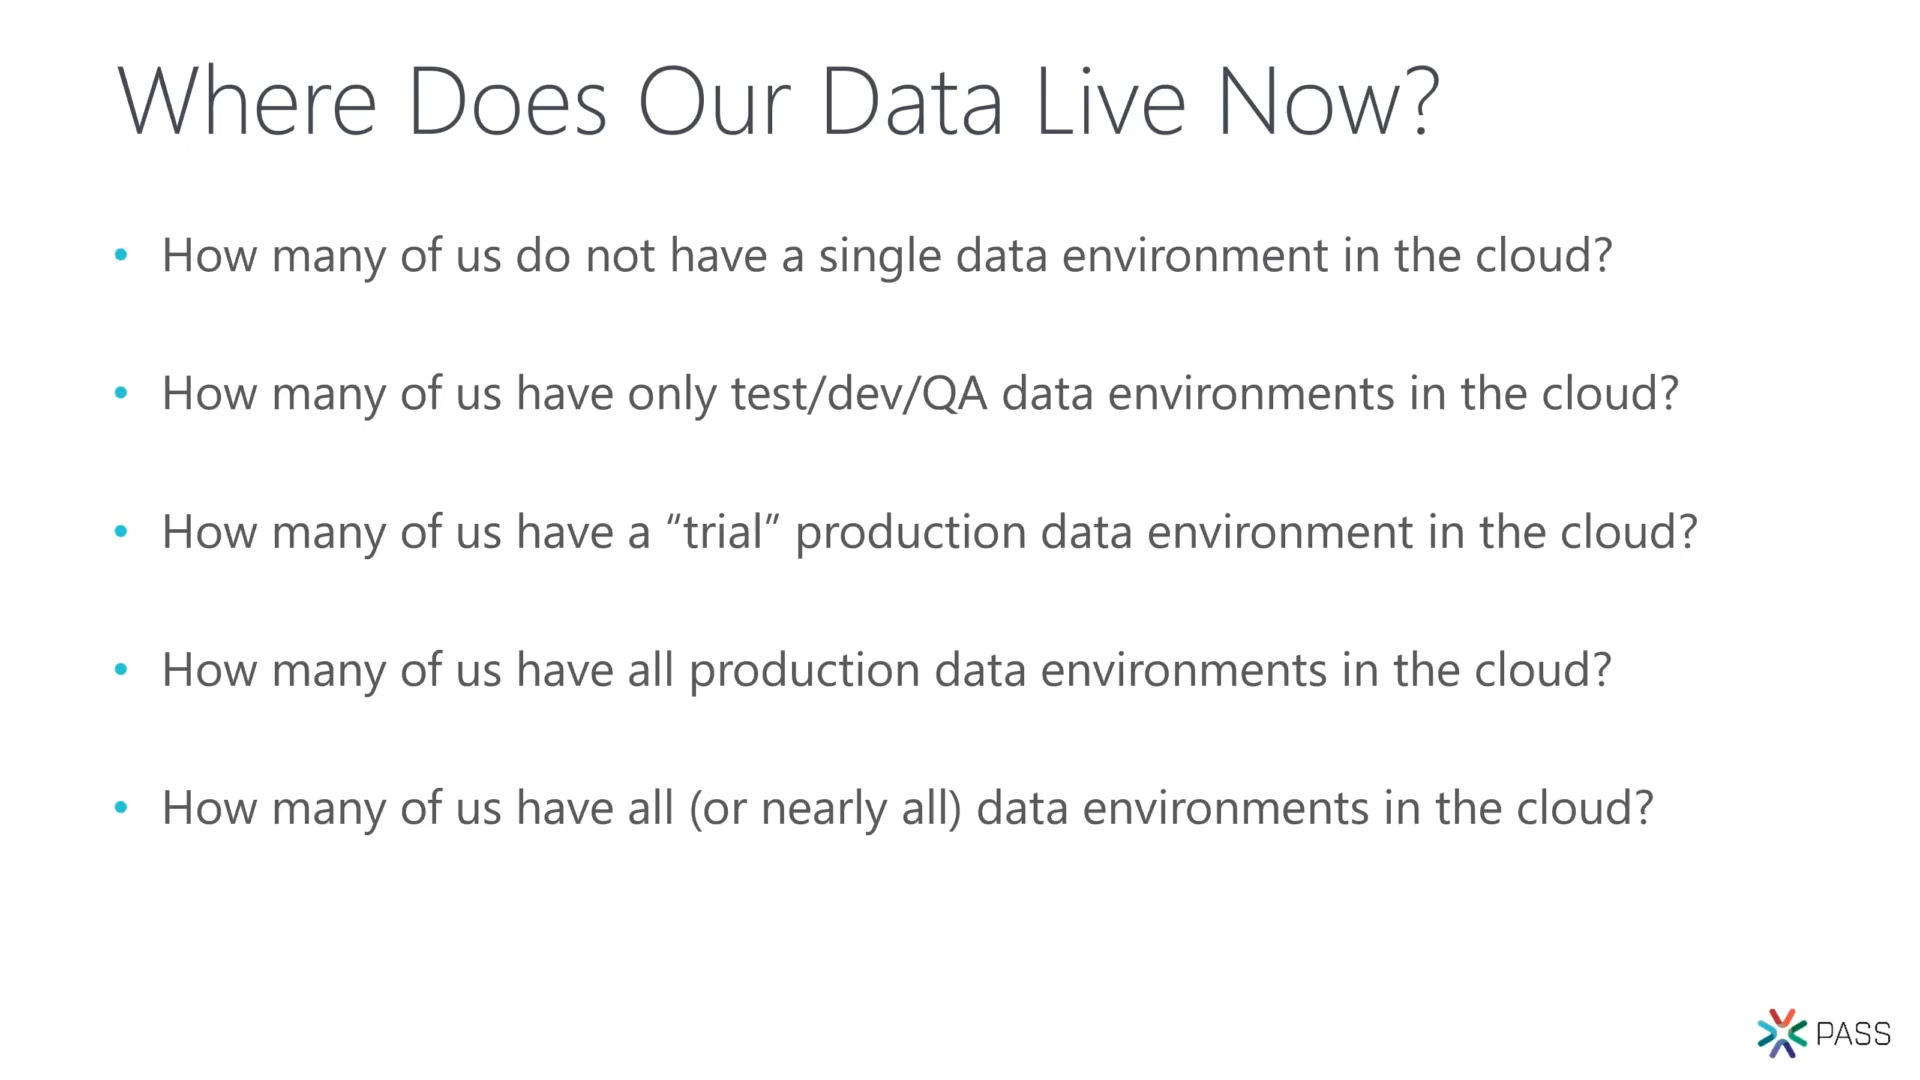 Where Does Our Data Live Now?
• How many of us do not have a single data environment in the cloud?
• How many of us have only test/dev/QA data environments in the cloud?
• How many of us have a “trial” production data environment in the cloud?
• How many of us have all production data environments in the cloud?
• How many of us have all (or nearly all) data environments in the cloud?
PASS